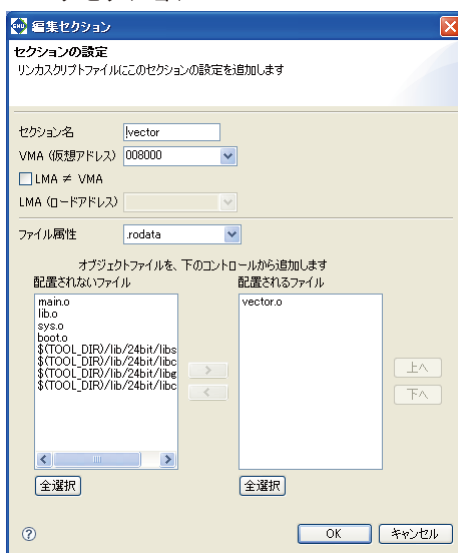 編集セクション
セクションの設定
リンカスクリプトファイルにこのセクションの設定を追加します
セクション名 .vector
VMA (仮想アドレス) 008000
LMA ≠ VMA
LMA (ロードアドレス)
ファイル属性 .rodata
オブジェクトファイルを、下のコントロールから追加します
配置されないファイル 配置されるファイル
main.o vector.o
lib.o
sys.o
boot.o
$(TOOL_DIR)/lib/24bit/libs
$(TOOL_DIR)/lib/24bit/libc
$(TOOL_DIR)/lib/24bit/libg
$(TOOL_DIR)/lib/24bit/libc
> 上へ
< 下へ
全選択 全選択
? OK キャンセル